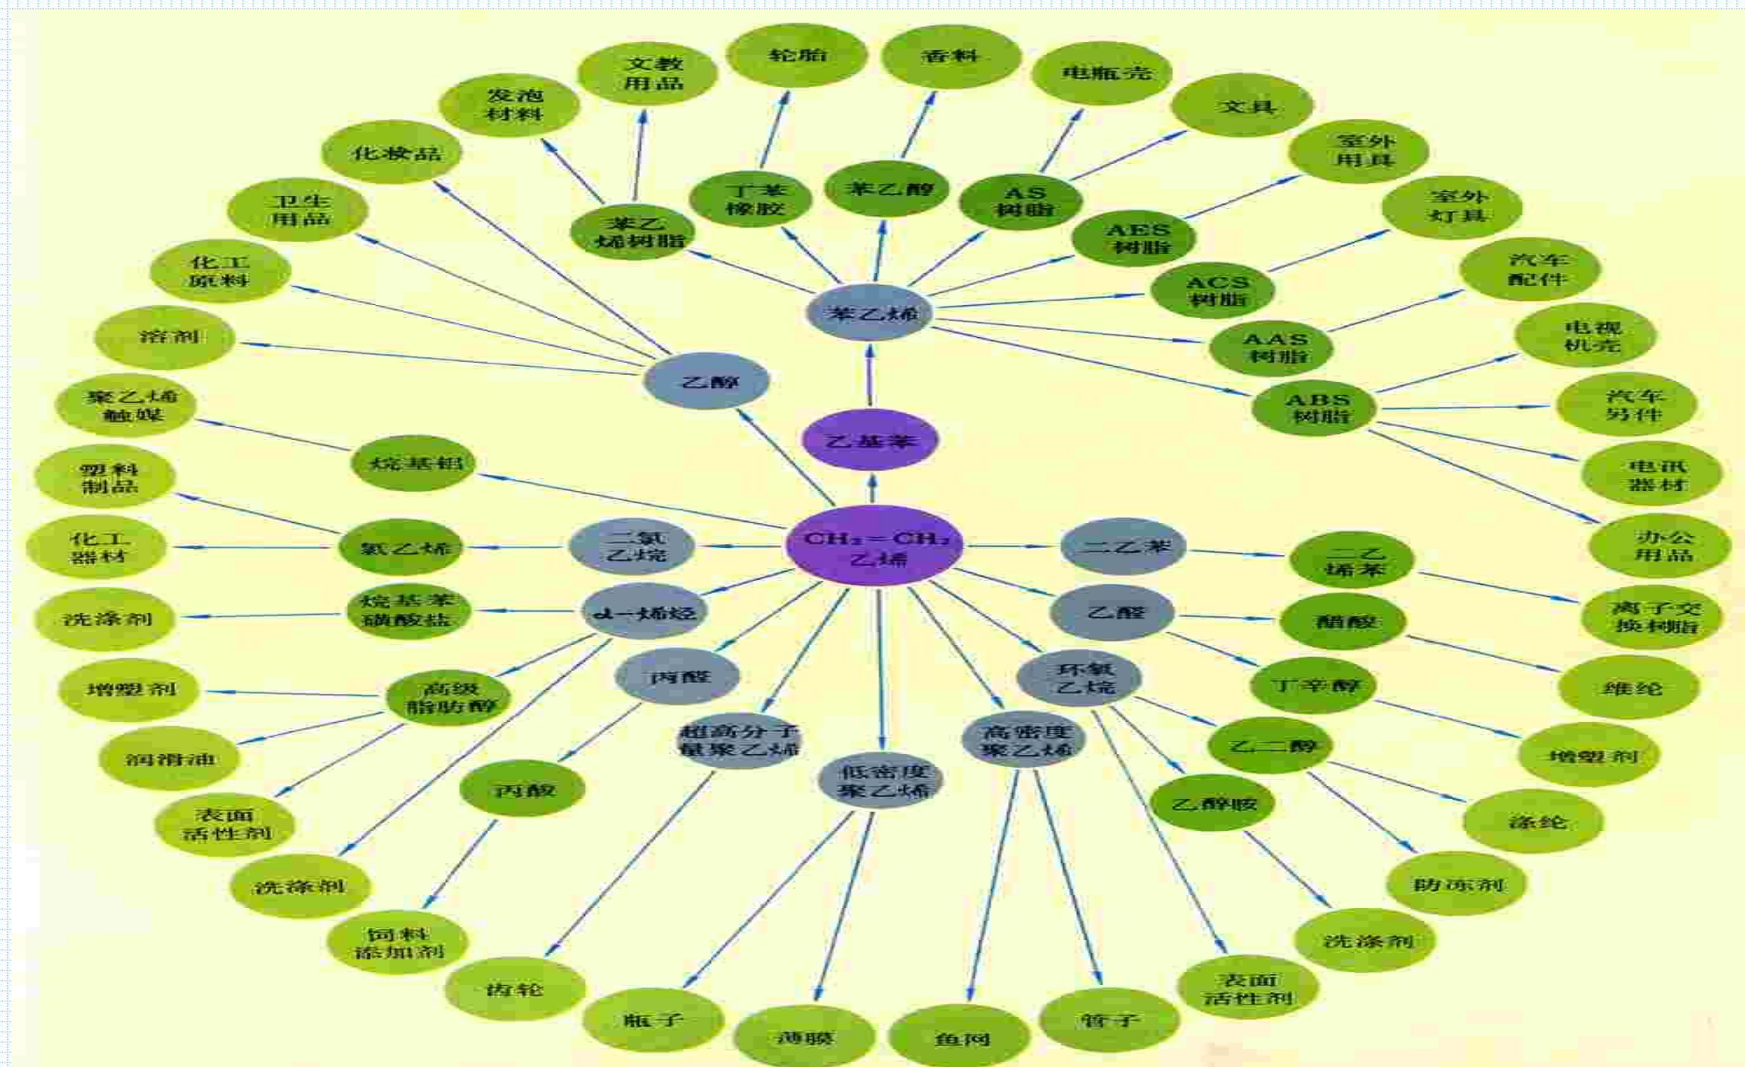 轮胎
香料
文教
用品
电瓶壳
发泡
材料
文具
化妆品
室外
用具
卫生
用品
室外
灯具
丁苯
橡胶
苯乙醇
AS
树脂
苯乙
烯树脂
AES
树脂
化工
原料
ACS
树脂
汽车
配件
苯乙烯
溶剂
AAS
树脂
电视
机壳
乙醇
聚乙烯
触媒
ABS
树脂
汽车
另件
乙基苯
烷基铝
塑料
制品
电讯
器材
化工
器材
氯乙烯
二氯
乙烷
CH₂=CH₂
乙烯
二乙苯
二乙
烯苯
办公
用品
洗涤剂
烷基苯
磺酸盐
α-烯烃
乙醛
醋酸
离子交
换树脂
增塑剂
高级
脂肪醇
丙醛
环氧
乙烷
丁辛醇
维纶
润滑油
超高分子
量聚乙烯
高密度
聚乙烯
乙二醇
增塑剂
丙酸
低密度
聚乙烯
乙醇胺
表面
活性剂
涤纶
洗涤剂
防冻剂
饲料
添加剂
洗涤剂
齿轮
表面
活性剂
瓶子
管子
薄膜
鱼网